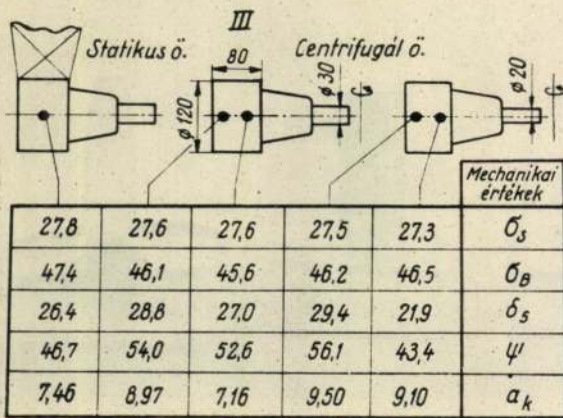 III
Statikus ö. Centrifugál ö.
80
ø 120
ø 30
ø 20
Mechanikai
értékek
27,8 27,6 27,6 27,5 27,3 σs
47,4 46,1 45,6 46,2 46,5 σB
26,4 28,8 27,0 29,4 21,9 δ5
46,7 54,0 52,6 56,1 43,4 ψ
7,46 8,97 7,16 9,50 9,10 ak